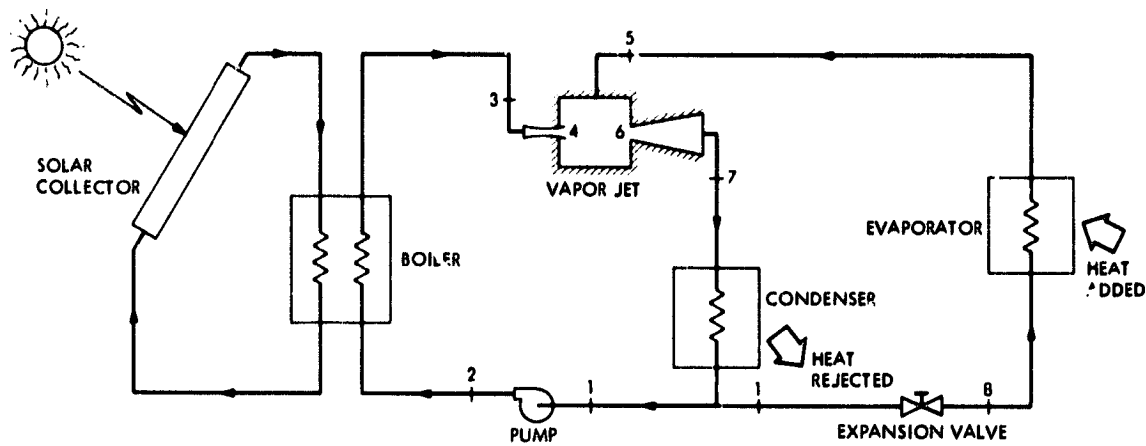 5
3
4
6
SOLAR
COLLECTOR
VAPOR JET
7
EVAPORATOR
BOILER
HEAT
ADDED
CONDENSER
HEAT
REJECTED
2
1
1
8
PUMP
EXPANSION VALVE